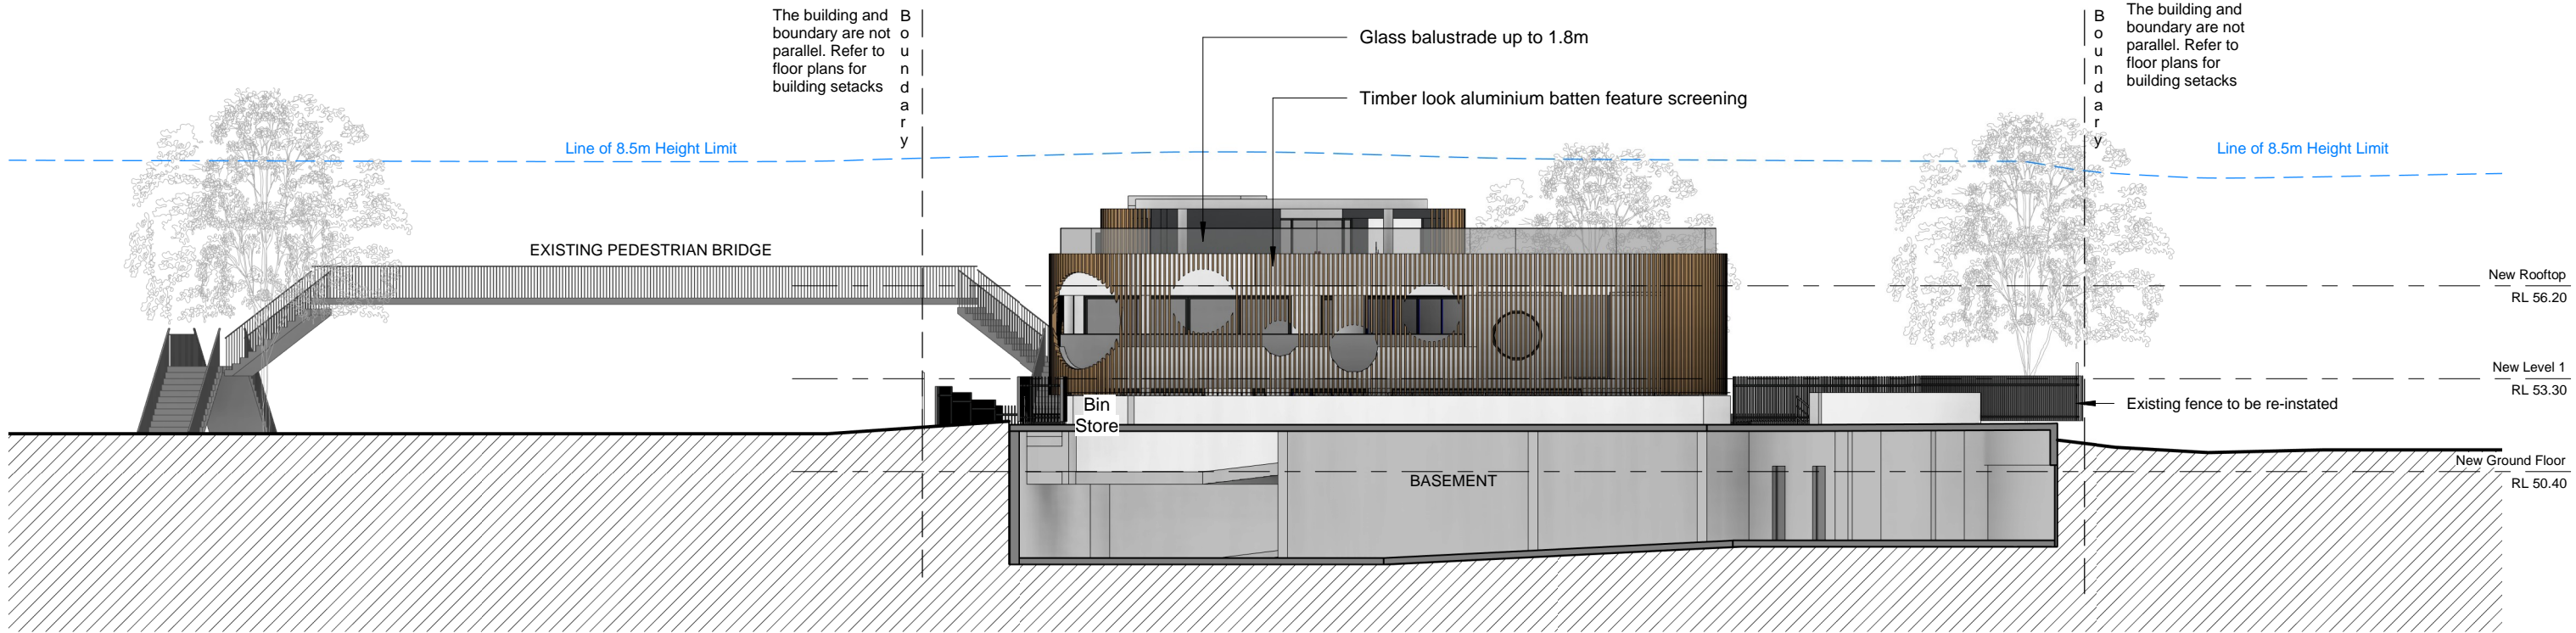 The building and
boundary are not
parallel. Refer to
floor plans for
building setacks
Boundary
Glass balustrade up to 1.8m
Timber look aluminium batten feature screening
Boundary
The building and
boundary are not
parallel. Refer to
floor plans for
building setacks
Line of 8.5m Height Limit
Line of 8.5m Height Limit
EXISTING PEDESTRIAN BRIDGE
New Rooftop
RL 56.20
New Level 1
RL 53.30
Existing fence to be re-instated
Bin
Store
New Ground Floor
RL 50.40
BASEMENT